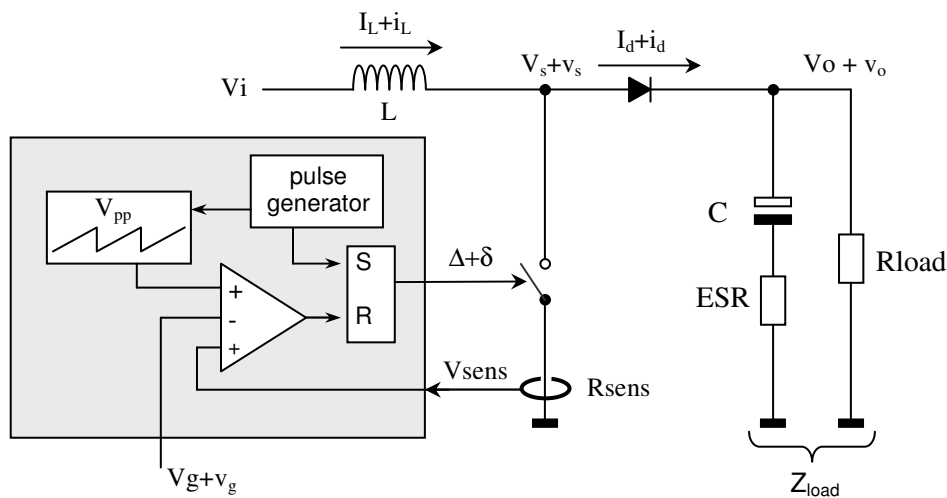 I_L+i_L
I_d+i_d
V_s+v_s
Vo + v_o
Vi
L
pulse
generator
V_pp
C
S
Δ+δ
Rload
+
ESR
-
R
+
Vsens
Rsens
Vg+v_g
Z_load